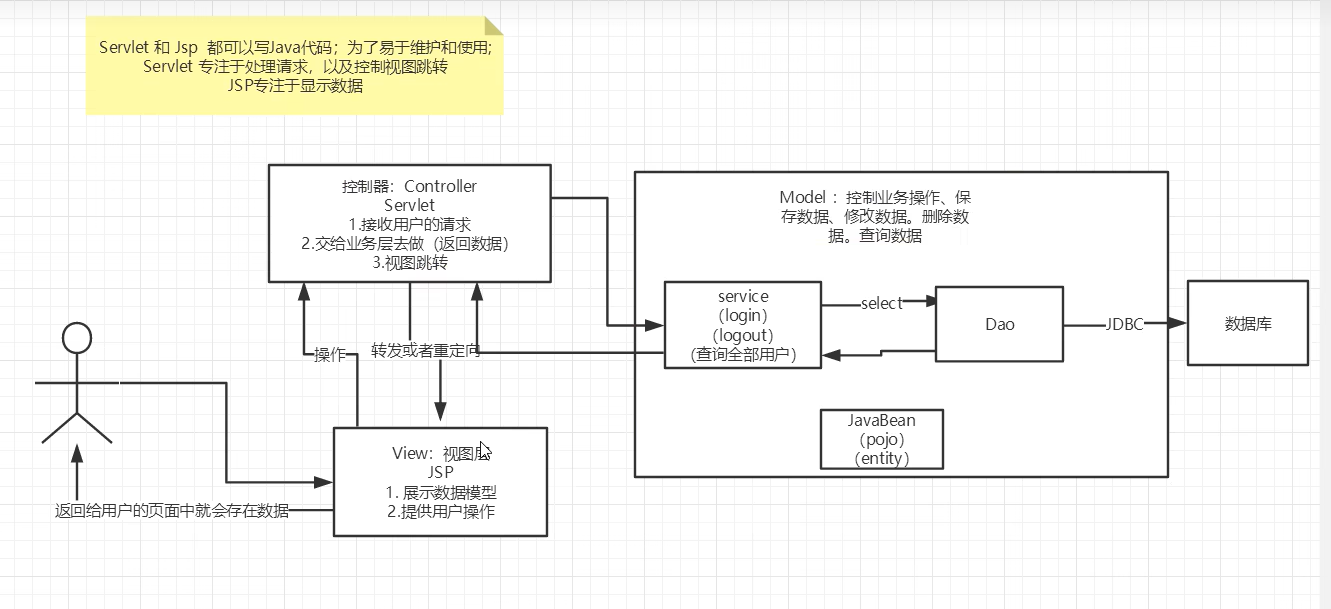 Servlet 和 Jsp 都可以写Java代码；为了易于维护和使用;
Servlet 专注于处理请求，以及控制视图跳转
JSP专注于显示数据
控制器：Controller
Servlet
1.接收用户的请求
2.交给业务层去做（返回数据）
3.视图跳转
Model ：控制业务操作、保
存数据、修改数据。删除数
据。查询数据
service
（login）
（logout）
（查询全部用户）
select
Dao
JDBC
数据库
操作
转发或者重定向
JavaBean
（pojo）
（entity）
View：视图层
JSP
1. 展示数据模型
2.提供用户操作
返回给用户的页面中就会存在数据